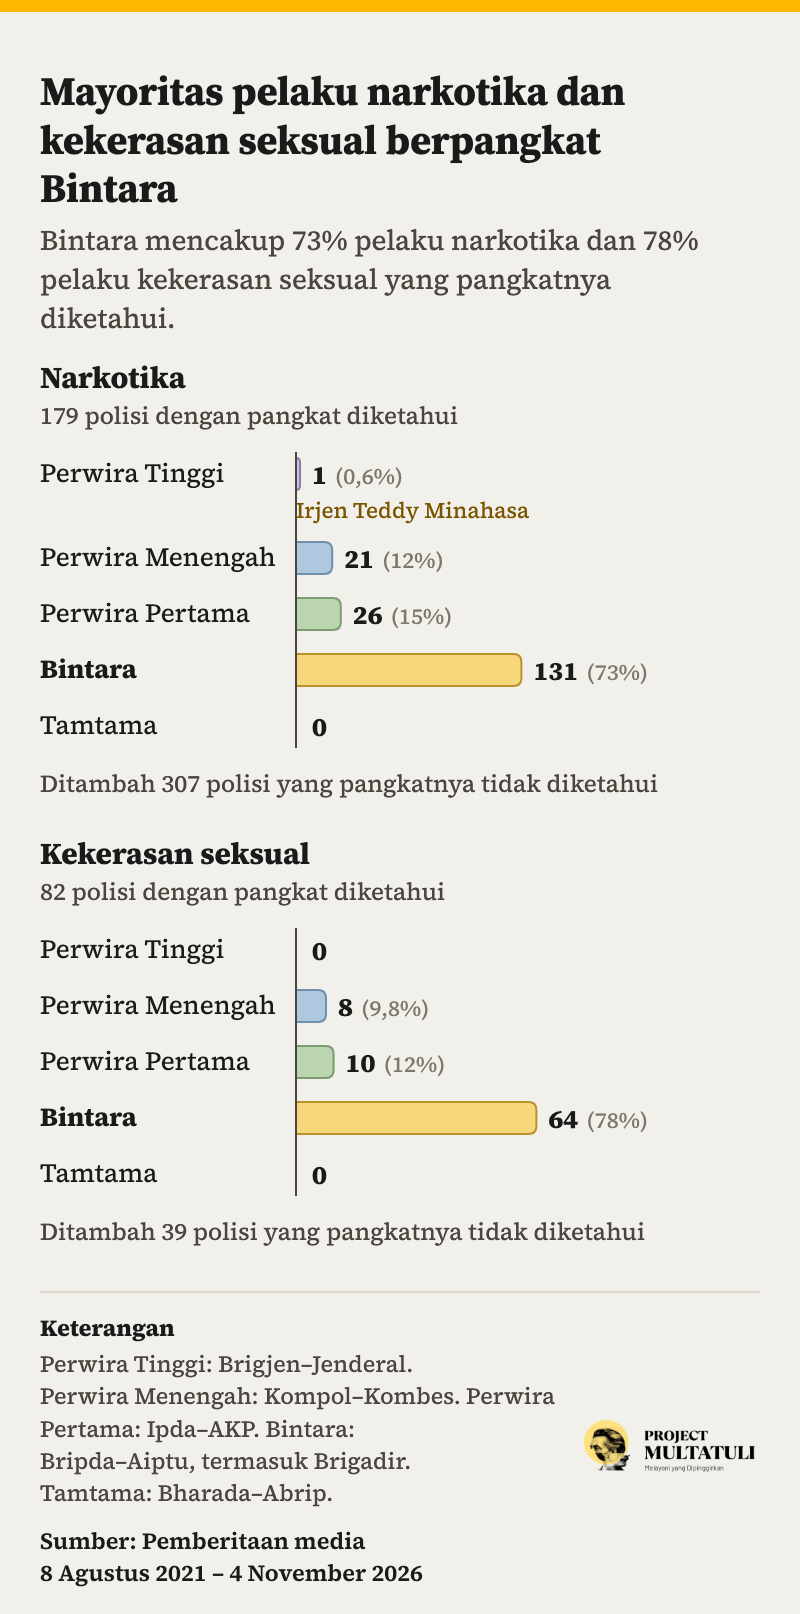 Mayoritas pelaku narkotika dan
kekerasan seksual berpangkat
Bintara
Bintara mencakup 73% pelaku narkotika dan 78%
pelaku kekerasan seksual yang pangkatnya
diketahui.
Narkotika
179 polisi dengan pangkat diketahui
Perwira Tinggi 1 (0,6%)
Irjen Teddy Minahasa
Perwira Menengah 21 (12%)
Perwira Pertama 26 (15%)
Bintara 131 (73%)
Tamtama 0
Ditambah 307 polisi yang pangkatnya tidak diketahui
Kekerasan seksual
82 polisi dengan pangkat diketahui
Perwira Tinggi 0
Perwira Menengah 8 (9,8%)
Perwira Pertama 10 (12%)
Bintara 64 (78%)
Tamtama 0
Ditambah 39 polisi yang pangkatnya tidak diketahui
Keterangan
Perwira Tinggi: Brigjen–Jenderal.
Perwira Menengah: Kompol–Kombes. Perwira
Pertama: Ipda–AKP. Bintara:
Bripda–Aiptu, termasuk Brigadir.
Tamtama: Bharada–Abrip.
PROJECT
MULTATULI
Melayani yang Dipinggirkan
Sumber: Pemberitaan media
8 Agustus 2021 – 4 November 2026